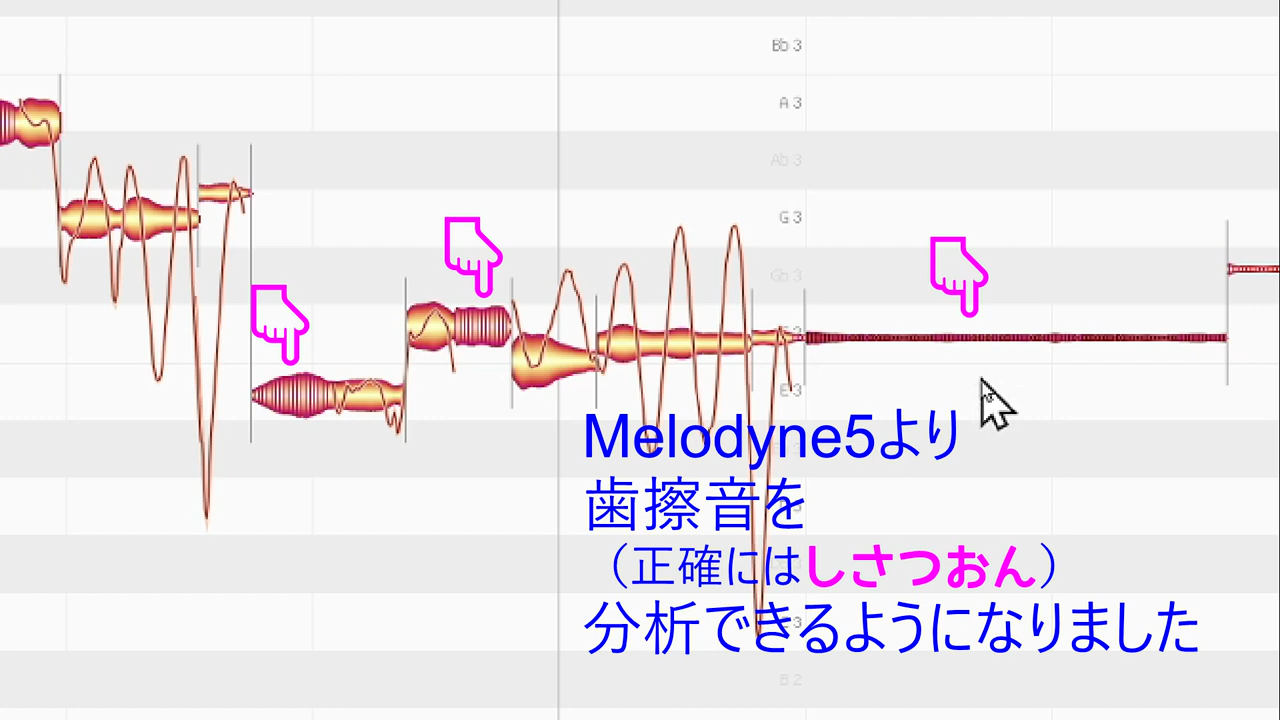 Bb 3
A 3
Ab 3
G 3
Gb 3
E 3
Melodyne5より
歯擦音を
（正確にはしさつおん）
分析できるようになりました
B 2